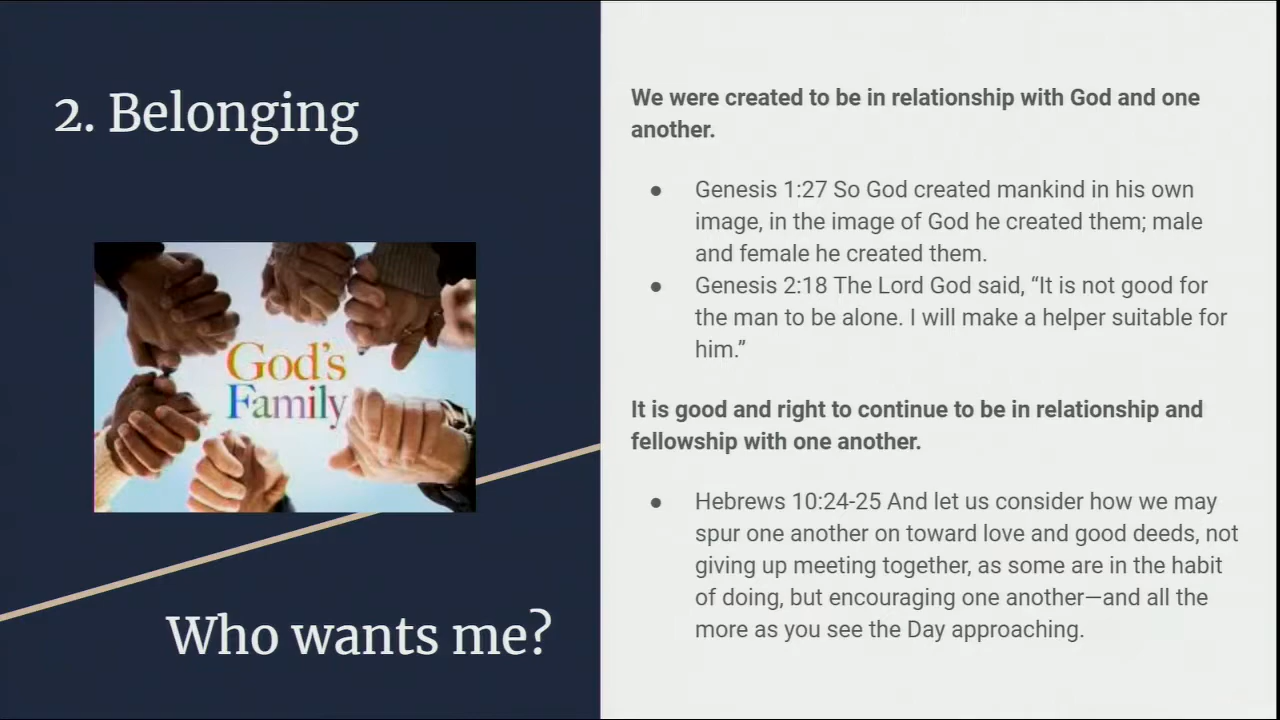 2. Belonging
God's
Family
Who wants me?
We were created to be in relationship with God and one
another.
● Genesis 1:27 So God created mankind in his own
image, in the image of God he created them; male
and female he created them.
● Genesis 2:18 The Lord God said, “It is not good for
the man to be alone. I will make a helper suitable for
him.”
It is good and right to continue to be in relationship and
fellowship with one another.
● Hebrews 10:24-25 And let us consider how we may
spur one another on toward love and good deeds, not
giving up meeting together, as some are in the habit
of doing, but encouraging one another—and all the
more as you see the Day approaching.